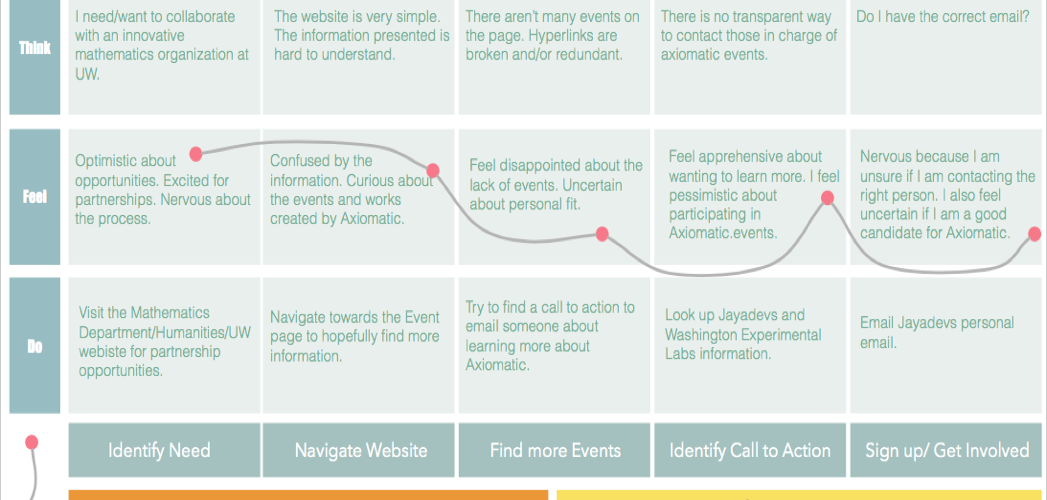 Think
I need/want to collaborate
with an innovative
mathematics organization at
UW.
The website is very simple.
The information presented is
hard to understand.
There aren't many events on
the page. Hyperlinks are
broken and/or redundant.
There is no transparent way
to contact those in charge of
axiomatic events.
Do I have the correct email?
Feel
Optimistic about
opportunities. Excited for
partnerships. Nervous about
the process.
Confused by the
information. Curious about
the events and works
created by Axiomatic.
Feel disappointed about the
lack of events. Uncertain
about personal fit.
Feel apprehensive about
wanting to learn more. I feel
pessimistic about
participating in
Axiomatic.events.
Nervous because I am
unsure if I am contacting the
right person. I also feel
uncertain if I am a good
candidate for Axiomatic.
Do
Visit the Mathematics
Department/Humanities/UW
webiste for partnership
opportunities.
Navigate towards the Event
page to hopefully find more
information.
Try to find a call to action to
email someone about
learning more about
Axiomatic.
Look up Jayadevs and
Washington Experimental
Labs information.
Email Jayadevs personal
email.
Identify Need
Navigate Website
Find more Events
Identify Call to Action
Sign up/ Get Involved